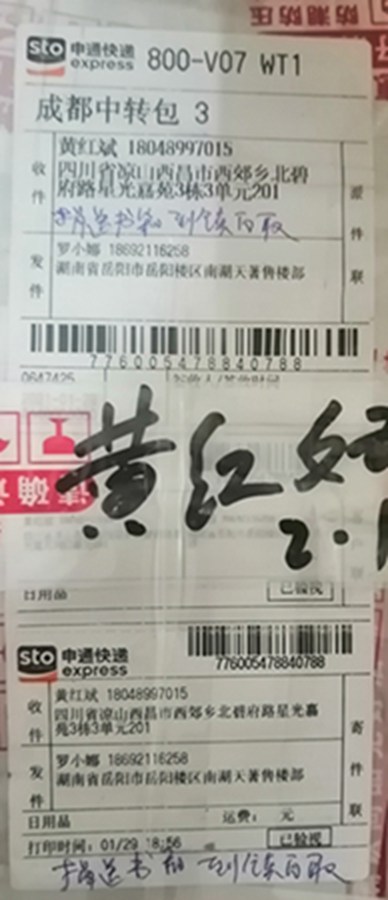 防潮防压
sto 申通快递
express
800-V07 WT1
成都中转包 3
收件
黄红斌 18048997015
四川省凉山西昌市西郊乡北碧
府路星光嘉苑3栋3单元201
派件联
发件
罗小娜 18692116258
湖南省岳阳市岳阳楼区南湖天著售楼部
776005478840788
0647425
黄红
2.1
请确
日用品
已验视
sto 申通快递
express
776005478840788
收件
黄红斌 18048997015
四川省凉山西昌市西郊乡北碧府路星光嘉
苑3栋3单元201
寄件联
发件
罗小娜 18692116258
湖南省岳阳市岳阳楼区南湖天著售楼部
日用品 运费: 元
打印时间: 01/29 18:56 已验视